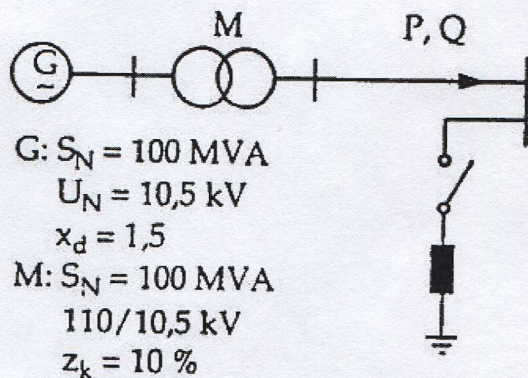 M
P, Q
G
G: S_N = 100 MVA
U_N = 10,5 kV
x_d = 1,5
M: S_N = 100 MVA
110/10,5 kV
z_k = 10 %